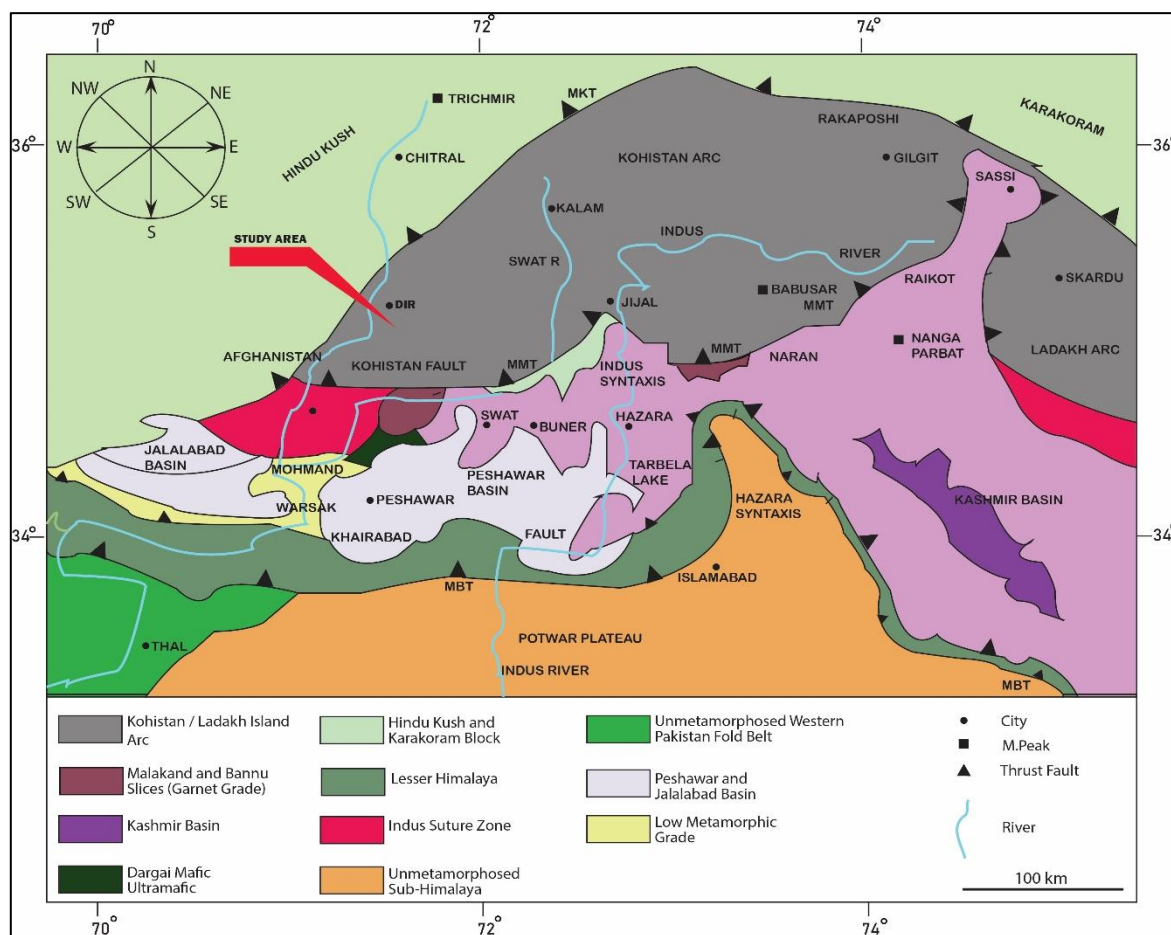 70°
72°
74°
N
NW
NE
W
E
SW
SE
S
36°
36°
TRICHMIR
MKT
KARAKORAM
RAKAPOSHI
HINDU KUSH
CHITRAL
KOHISTAN ARC
GILGIT
SASSI
KALAM
STUDY AREA
INDUS
RIVER
SWAT R
RAIKOT
SKARDU
DIR
JIJAL
BABUSAR
MMT
NANGA
PARBAT
AFGHANISTAN
KOHISTAN FAULT
MMT
MMT
NARAN
LADAKH ARC
INDUS
SYNTAXIS
SWAT
BUNER
HAZARA
JALALABAD
BASIN
MOHMAND
PESHAWAR
BASIN
TARBELA
LAKE
WARSAK
PESHAWAR
HAZARA
SYNTAXIS
KASHMIR BASIN
34°
34°
KHAIRABAD
FAULT
MBT
ISLAMABAD
THAL
POTWAR PLATEAU
INDUS RIVER
MBT
Kohistan / Ladakh Island
Arc
Hindu Kush and
Karakoram Block
Unmetamorphosed Western
Pakistan Fold Belt
City
M.Peak
Thrust Fault
Malakand and Bannu
Slices (Garnet Grade)
Lesser Himalaya
Peshawar and
Jalalabad Basin
Kashmir Basin
Indus Suture Zone
Low Metamorphic
Grade
River
Dargai Mafic
Ultramafic
Unmetamorphosed
Sub-Himalaya
100 km
70°
72°
74°